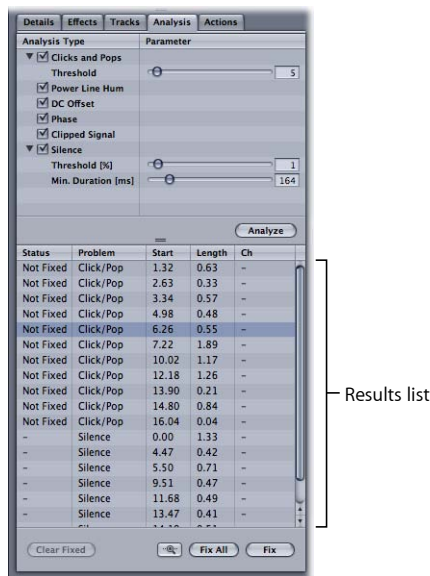 Details Effects Tracks Analysis Actions
Analysis Type Parameter
Clicks and Pops
Threshold 5
Power Line Hum
DC Offset
Phase
Clipped Signal
Silence
Threshold [%] 1
Min. Duration [ms] 164
Analyze
Status Problem Start Length Ch
Not Fixed Click/Pop 1.32 0.63 -
Not Fixed Click/Pop 2.63 0.33 -
Not Fixed Click/Pop 3.34 0.57 -
Not Fixed Click/Pop 4.98 0.48 -
Not Fixed Click/Pop 6.26 0.55 -
Not Fixed Click/Pop 7.22 1.89 -
Not Fixed Click/Pop 10.02 1.17 -
Not Fixed Click/Pop 12.18 1.26 -
Not Fixed Click/Pop 13.90 0.21 -
Not Fixed Click/Pop 14.80 0.84 -
Not Fixed Click/Pop 16.04 0.04 -
- Silence 0.00 1.33 -
- Silence 4.47 0.42 -
- Silence 5.50 0.71 -
- Silence 9.51 0.47 -
- Silence 11.68 0.49 -
- Silence 13.47 0.41 -
Results list
Clear Fixed Fix All Fix